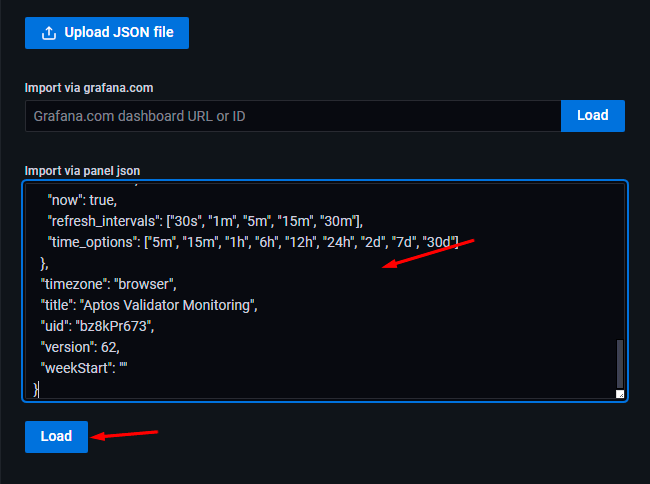 Upload JSON file
Import via grafana.com
Grafana.com dashboard URL or ID
Load
Import via panel json
"now": true,
"refresh_intervals": ["30s", "1m", "5m", "15m", "30m"],
"time_options": ["5m", "15m", "1h", "6h", "12h", "24h", "2d", "7d", "30d"]
},
"timezone": "browser",
"title": "Aptos Validator Monitoring",
"uid": "bz8kPr673",
"version": 62,
"weekStart": ""
}
Load